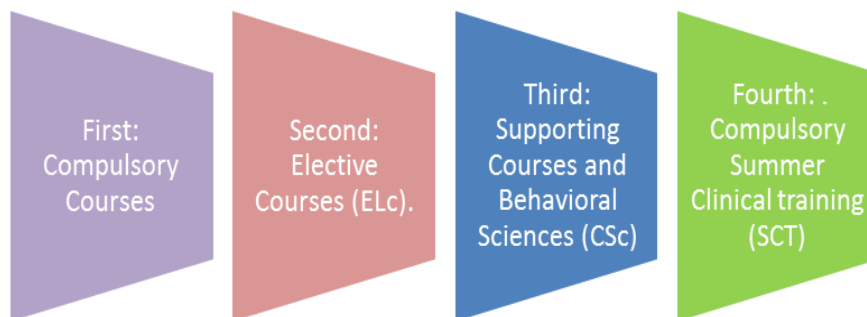 First:
Compulsory
Courses
Second:
Elective
Courses (ELc).
Third:
Supporting
Courses and
Behavioral
Sciences (CSc)
Fourth: .
Compulsory
Summer
Clinical training
(SCT)